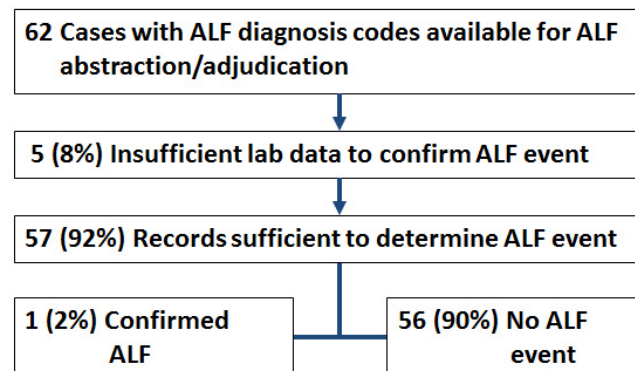 62 Cases with ALF diagnosis codes available for ALF
abstraction/adjudication
5 (8%) Insufficient lab data to confirm ALF event
57 (92%) Records sufficient to determine ALF event
1 (2%) Confirmed
ALF
56 (90%) No ALF
event